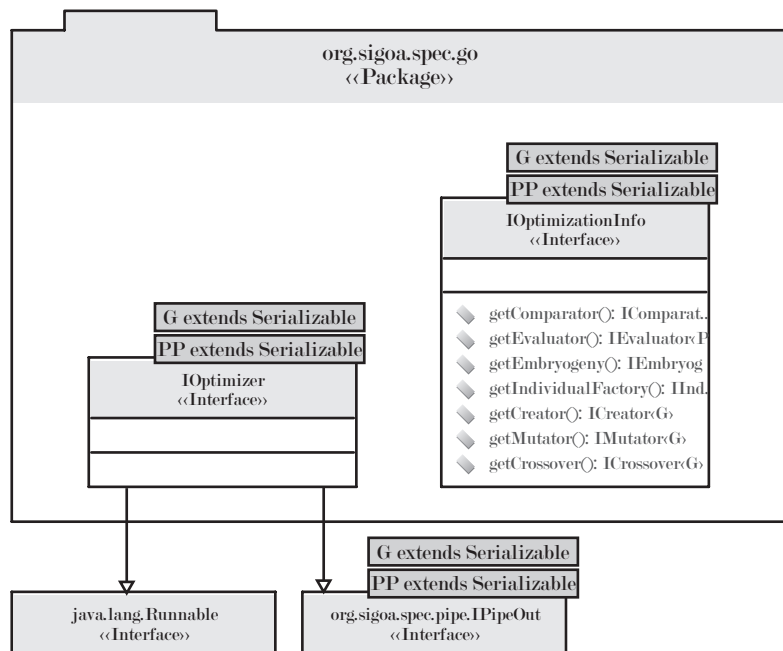 org.sigoa.spec.go
‹‹Package››
G extends Serializable
PP extends Serializable
IOptimizationInfo
‹‹Interface››
getComparator(): IComparat..
getEvaluator(): IEvaluator‹P
getEmbryogeny(): IEmbryog
getIndividualFactory(): IInd.
getCreator(): ICreator‹G›
getMutator(): IMutator‹G›
getCrossover(): ICrossover‹G›
G extends Serializable
PP extends Serializable
IOptimizer
‹‹Interface››
java.lang.Runnable
‹‹Interface››
G extends Serializable
PP extends Serializable
org.sigoa.spec.pipe.IPipeOut
‹‹Interface››